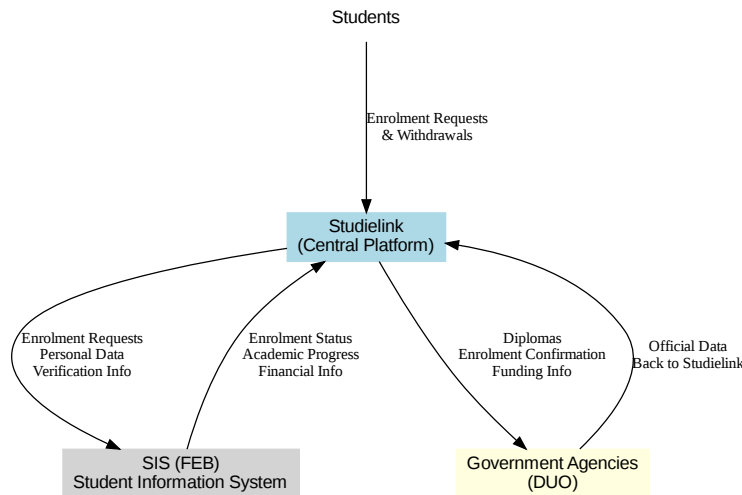 Students
Enrolment Requests
& Withdrawals
Studielink
(Central Platform)
Enrolment Requests
Personal Data
Verification Info
Enrolment Status
Academic Progress
Financial Info
Diplomas
Enrolment Confirmation
Funding Info
Official Data
Back to Studielink
SIS (FEB)
Student Information System
Government Agencies
(DUO)